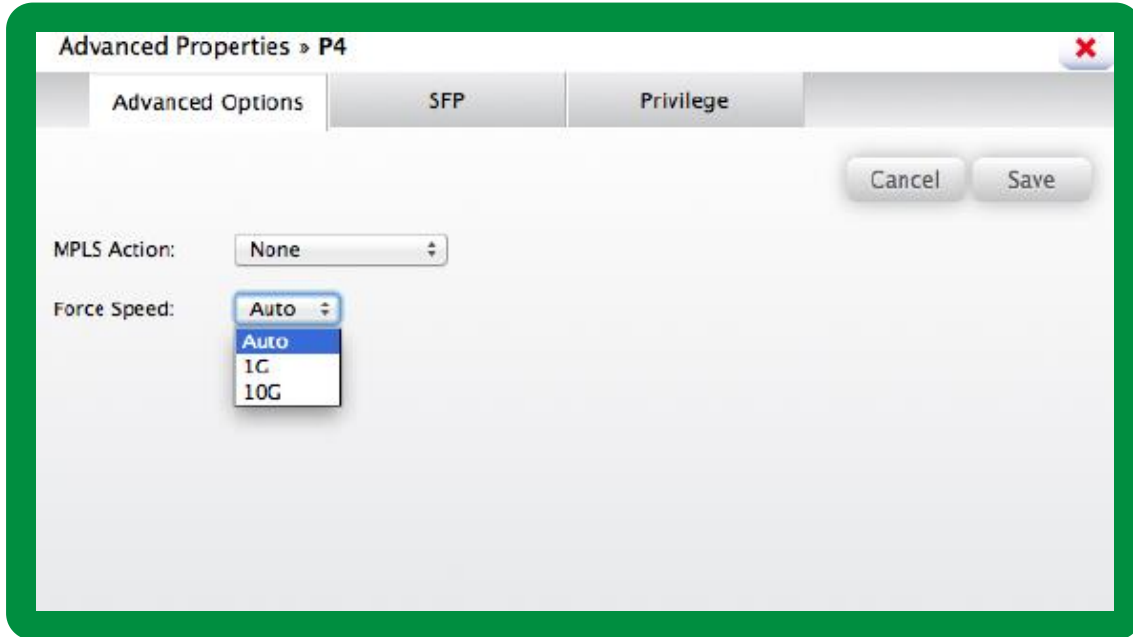 Advanced Properties » P4
Advanced Options SFP Privilege
Cancel Save
MPLS Action: None
Force Speed: Auto
Auto
1G
10G